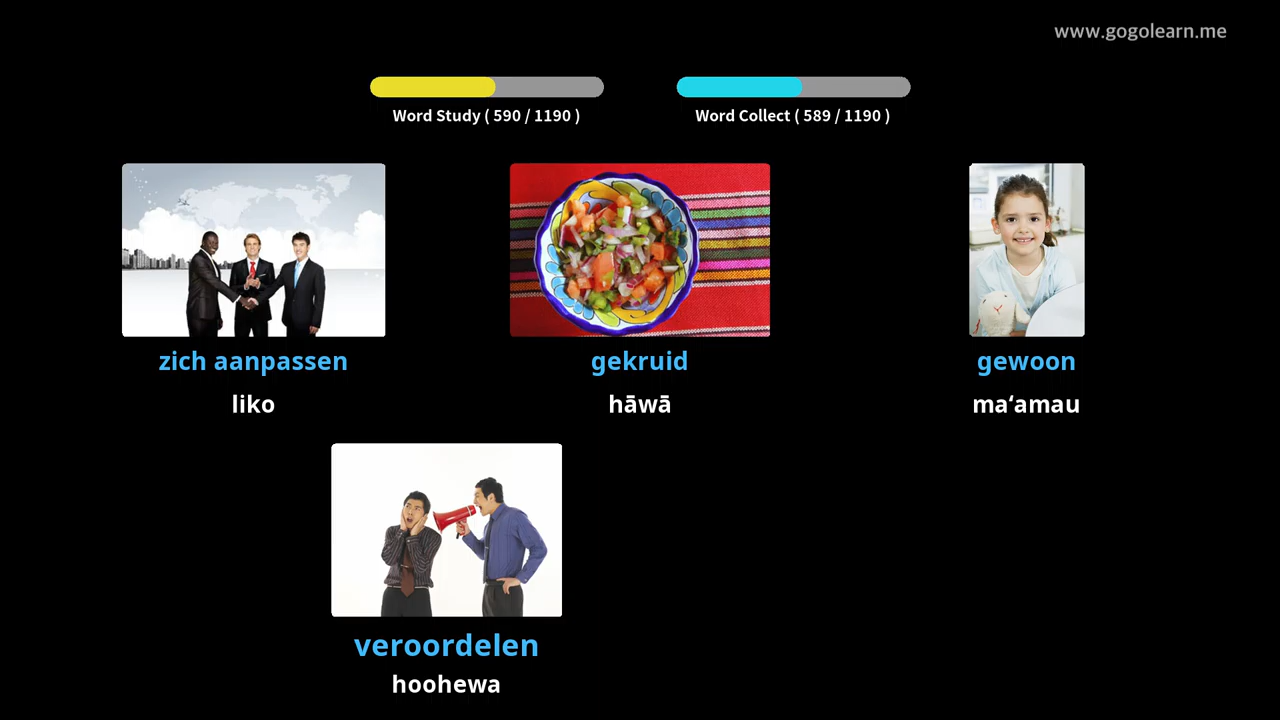 www.gogolearn.me
Word Study ( 590 / 1190 )
Word Collect ( 589 / 1190 )
zich aanpassen
liko
gekruid
hāwā
gewoon
maʻamau
veroordelen
hoohewa